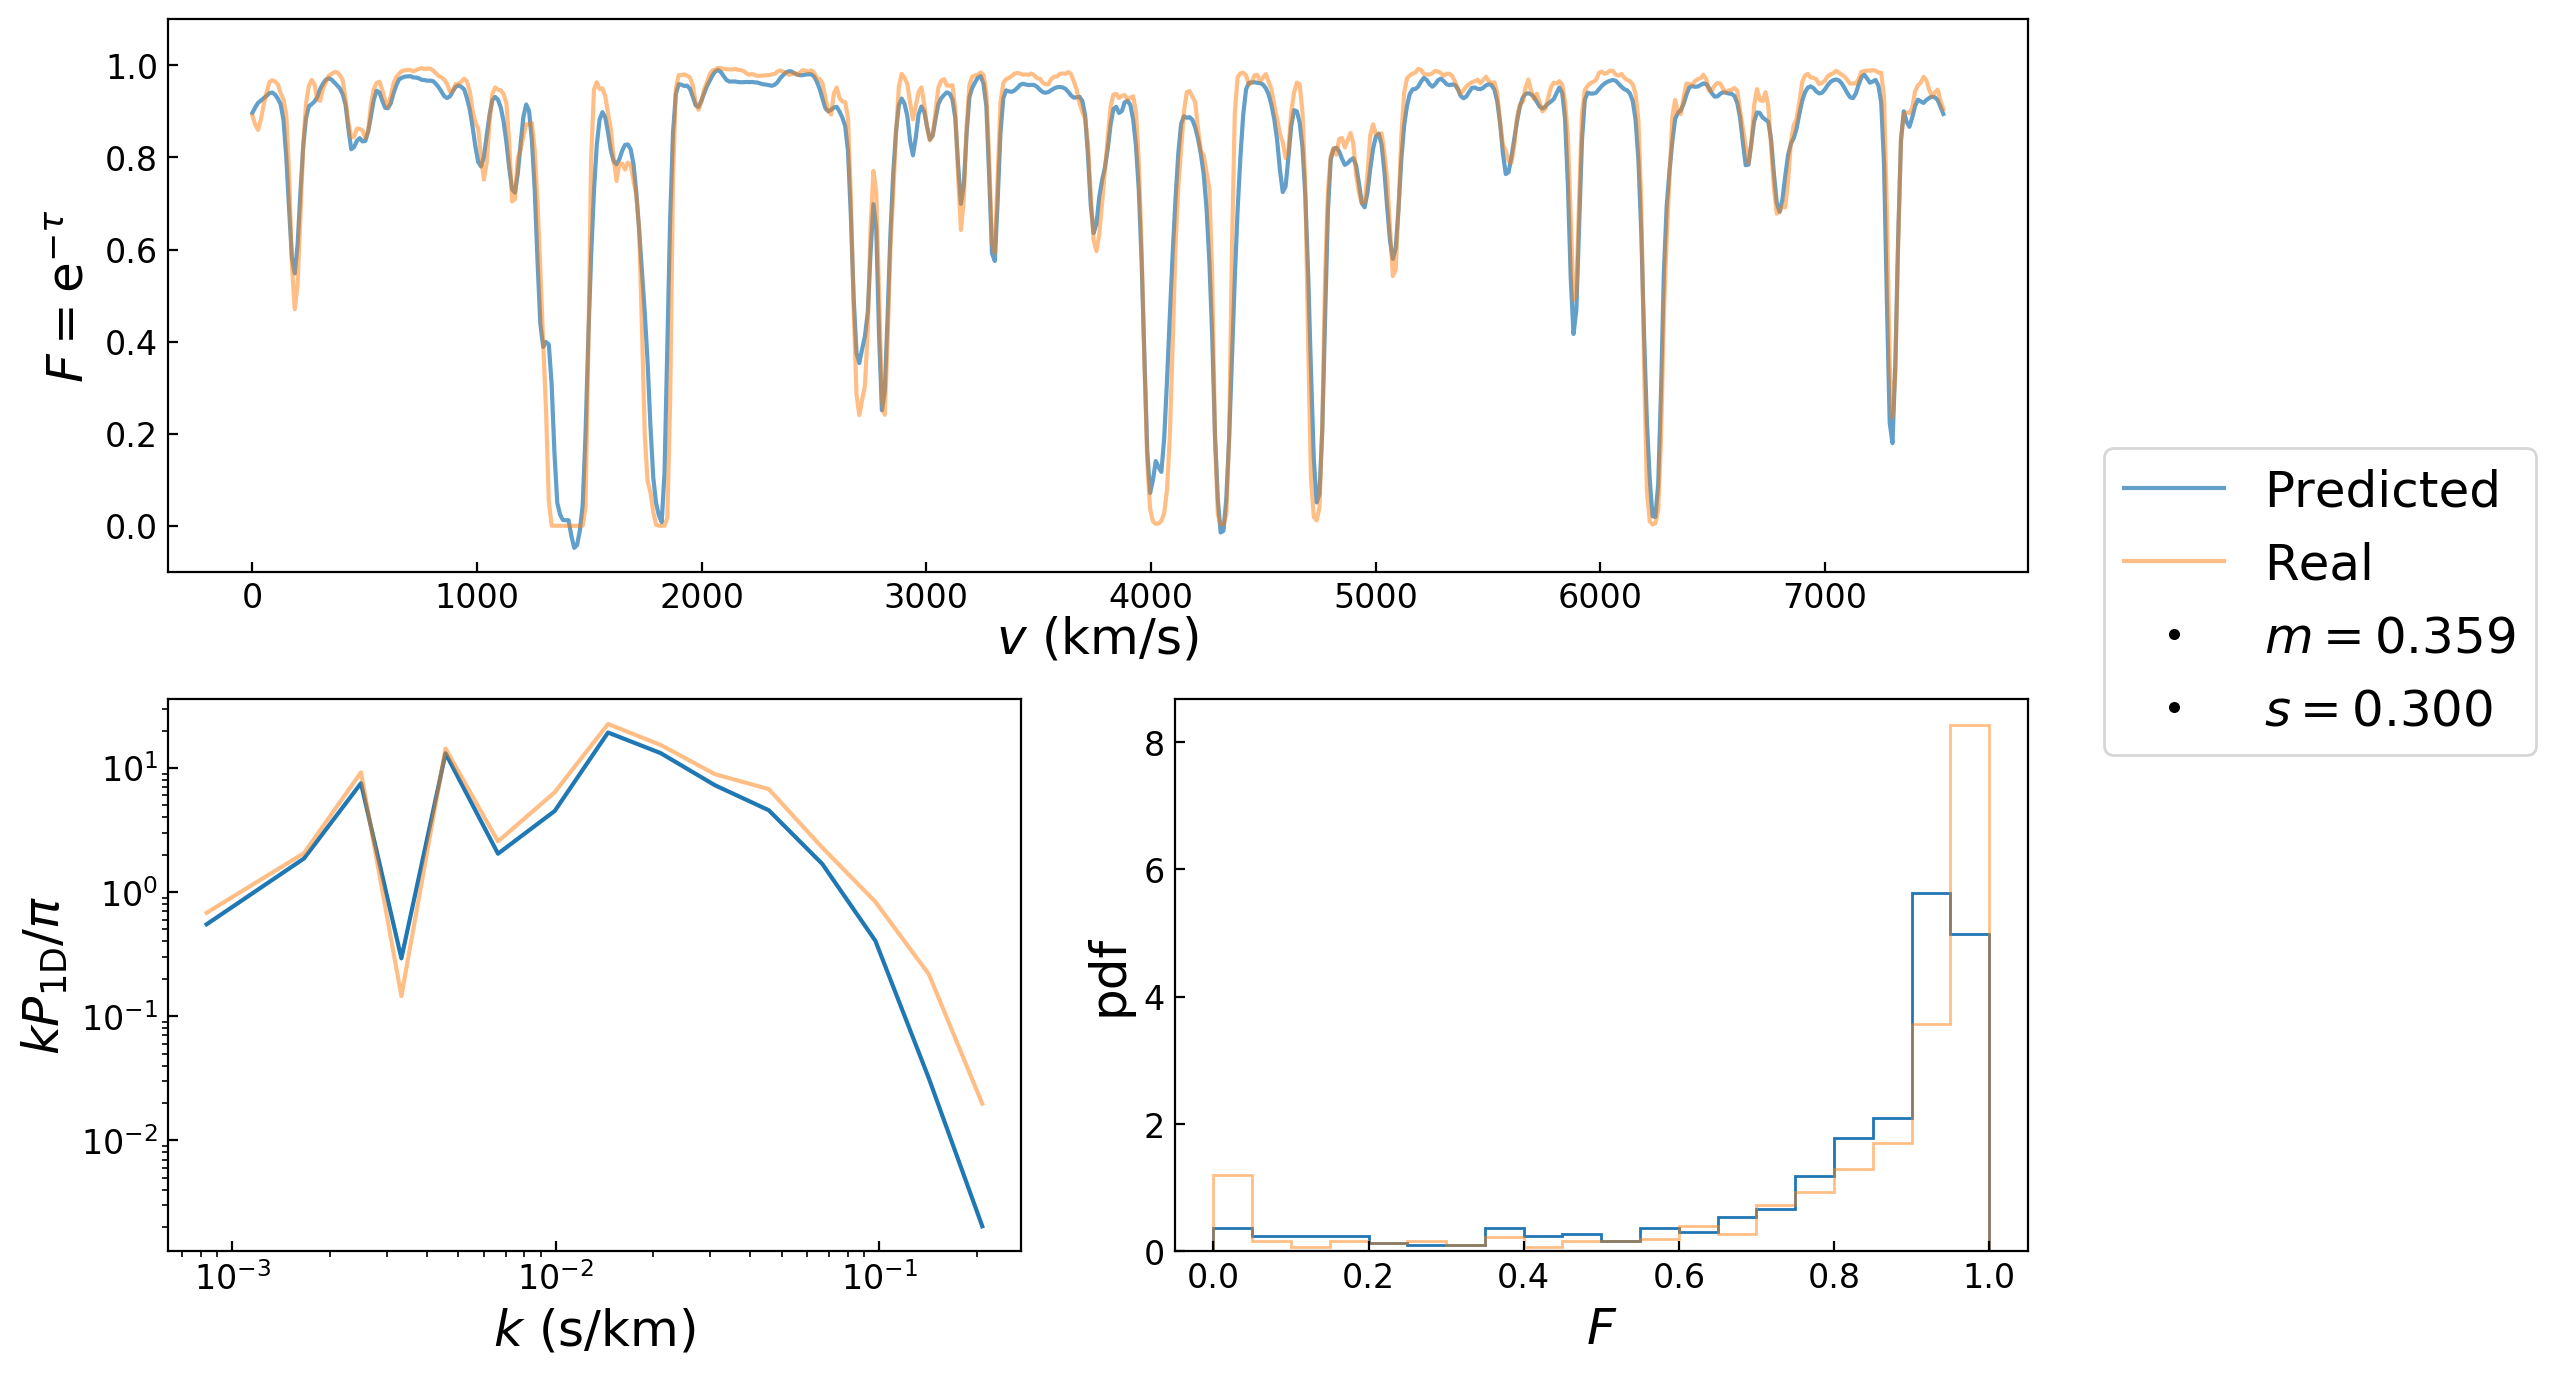 1.0
0.8
0.6
0.4
0.2
0.0
F = e^{−τ}
0 1000 2000 3000 4000 5000 6000 7000
v (km/s)
Predicted
Real
m = 0.359
s = 0.300
10^1
10^0
10^{−1}
10^{−2}
kP_{1D}/π
10^{−3} 10^{−2} 10^{−1}
k (s/km)
8
6
4
2
0
pdf
0.0 0.2 0.4 0.6 0.8 1.0
F